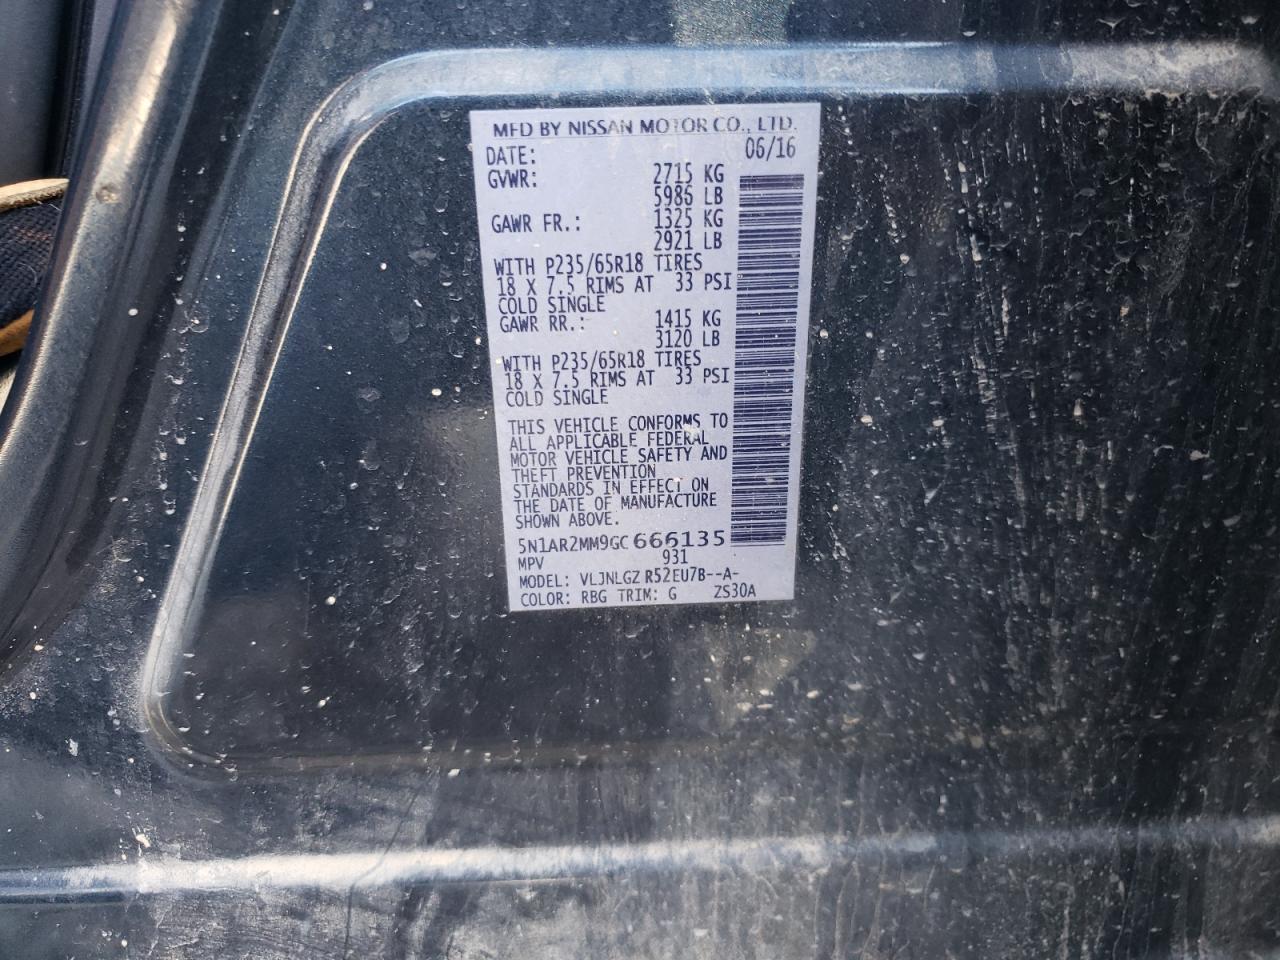 MFD BY NISSAN MOTOR CO., LTD.
DATE: 06/16
GVWR: 2715 KG
5986 LB
GAWR FR.: 1325 KG
2921 LB
WITH P235/65R18 TIRES
18 X 7.5 RIMS AT 33 PSI
COLD SINGLE
GAWR RR.: 1415 KG
3120 LB
WITH P235/65R18 TIRES
18 X 7.5 RIMS AT 33 PSI
COLD SINGLE
THIS VEHICLE CONFORMS TO
ALL APPLICABLE FEDERAL
MOTOR VEHICLE SAFETY AND
THEFT PREVENTION
STANDARDS IN EFFECT ON
THE DATE OF MANUFACTURE
SHOWN ABOVE.
5N1AR2MM9GC666135
MPV 931
MODEL: VLJNLGZ R52EU7B--A-
COLOR: RBG TRIM: G ZS30A